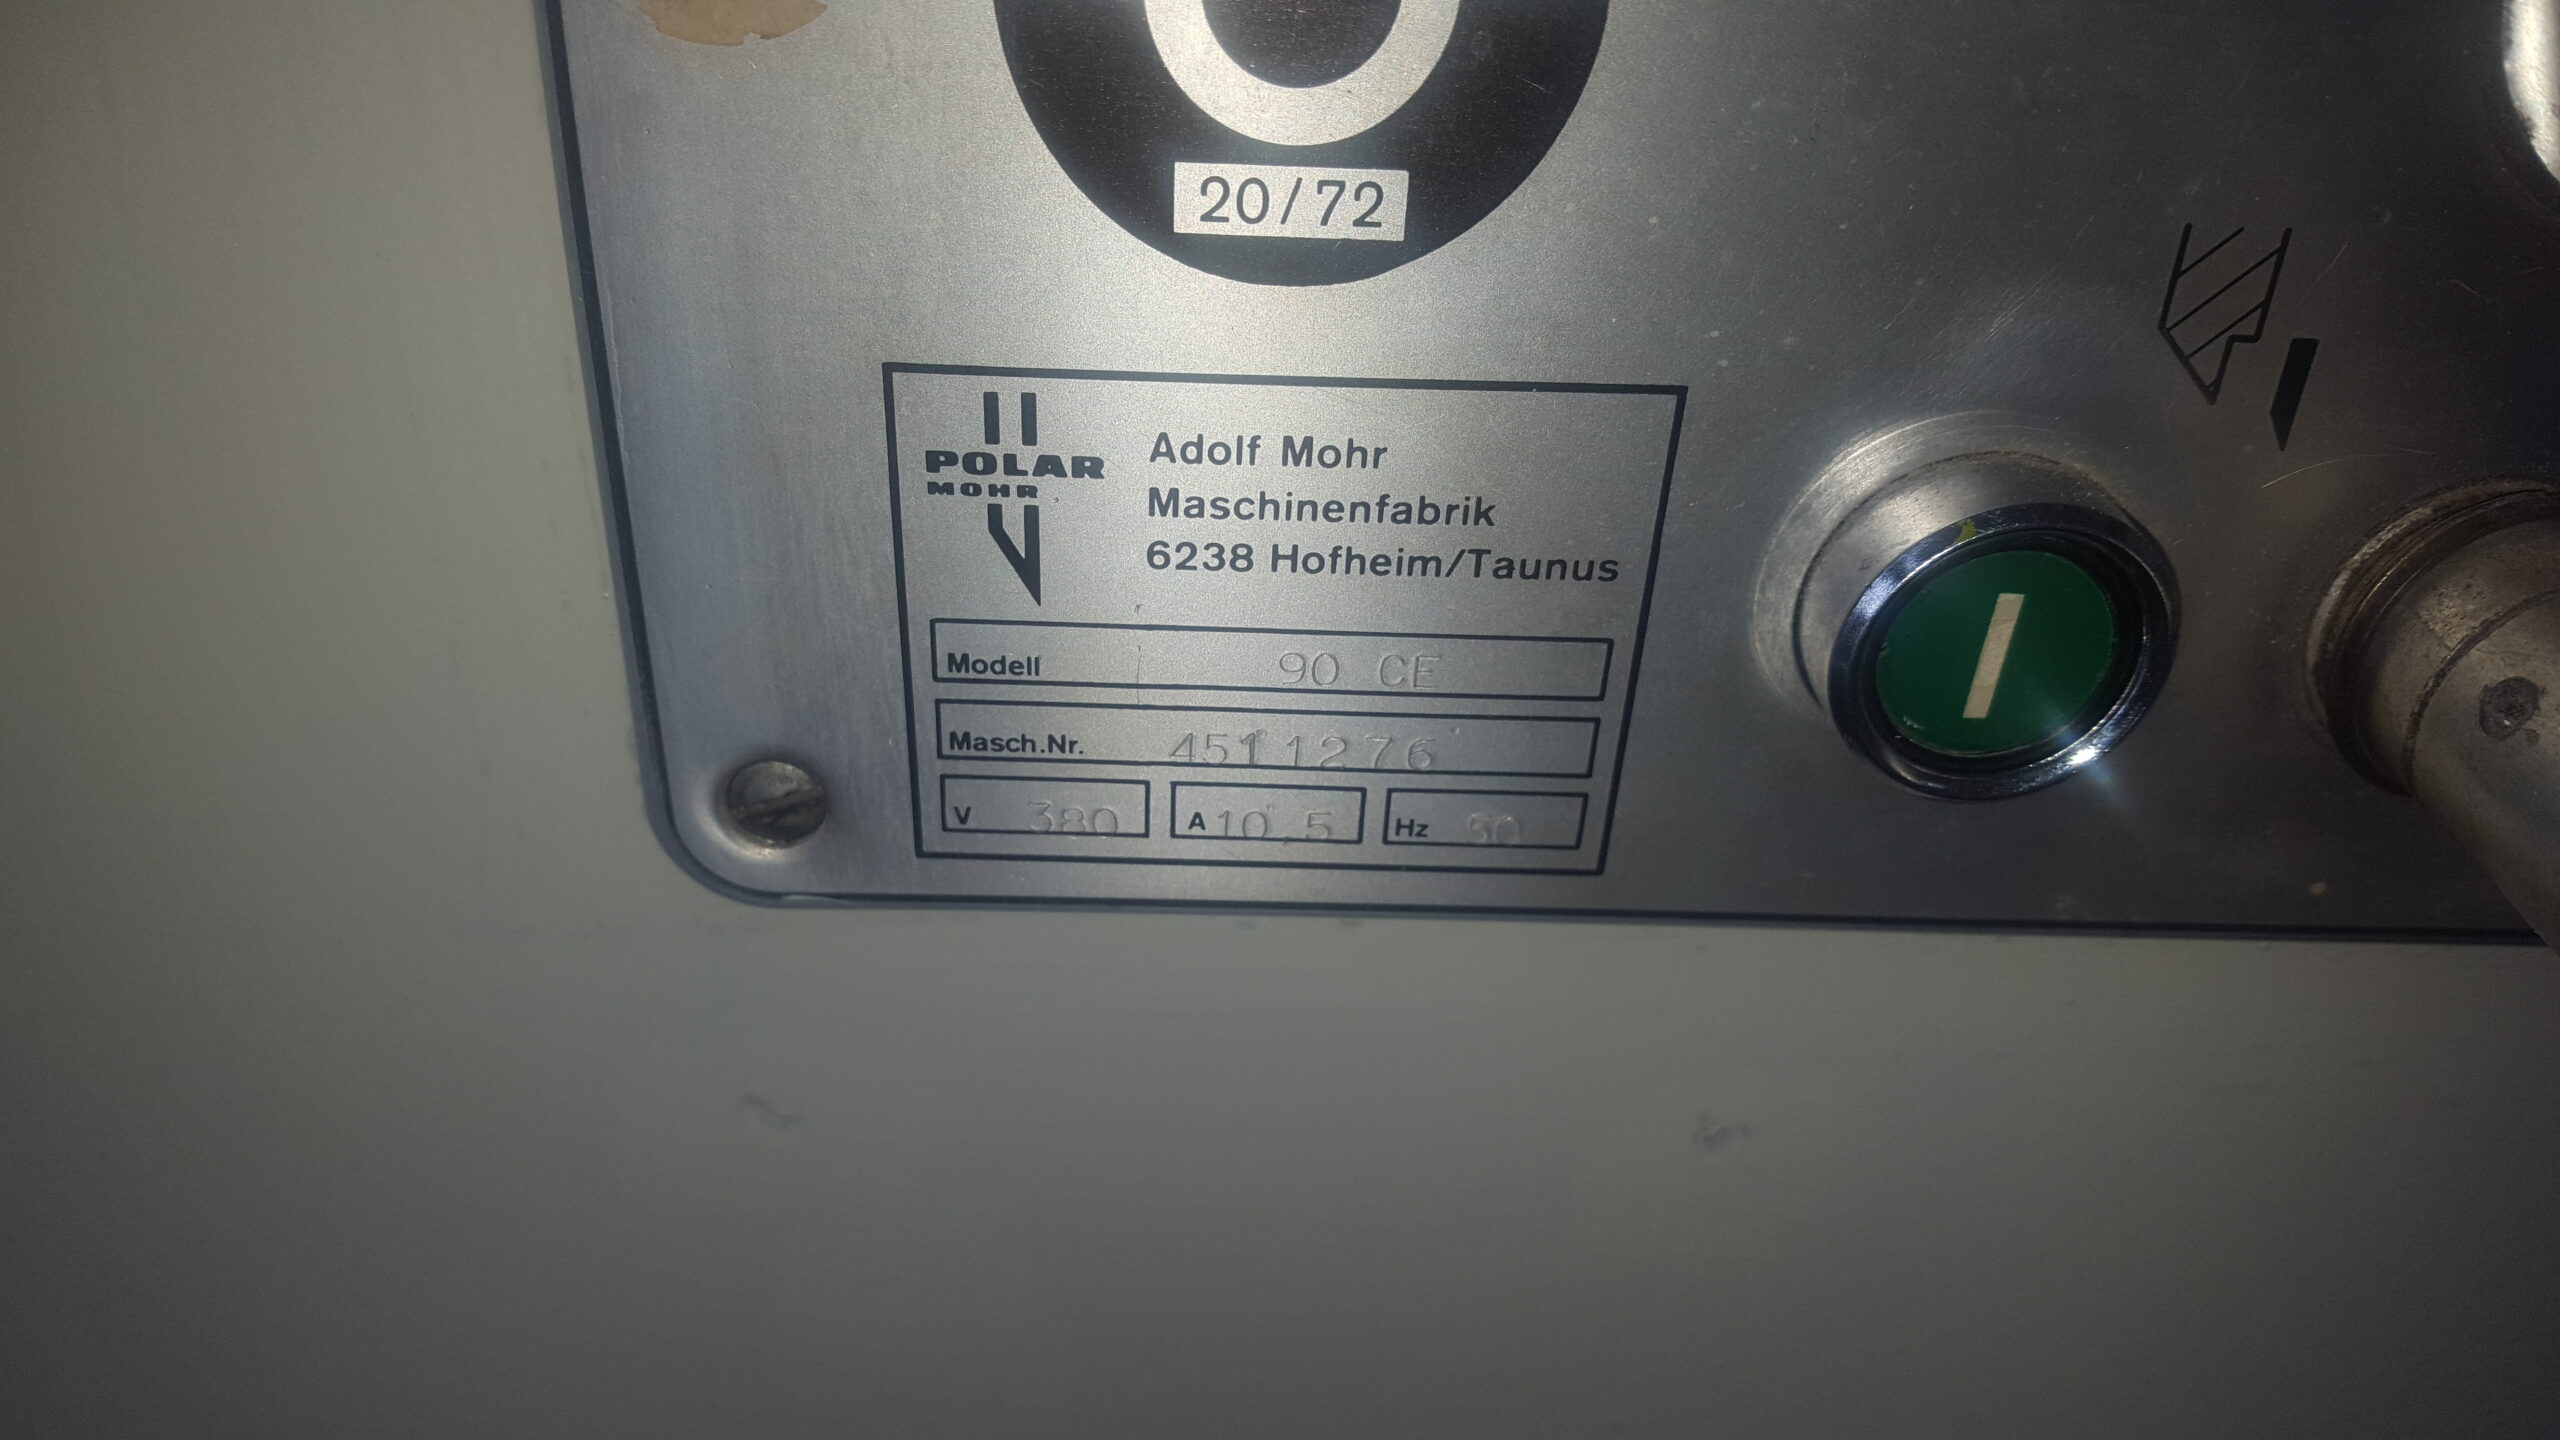 20/72
POLAR
MOHR
Adolf Mohr
Maschinenfabrik
6238 Hofheim/Taunus
Modell 90 CE
Masch.Nr. 4511276
V 380 A 10.5 Hz 50